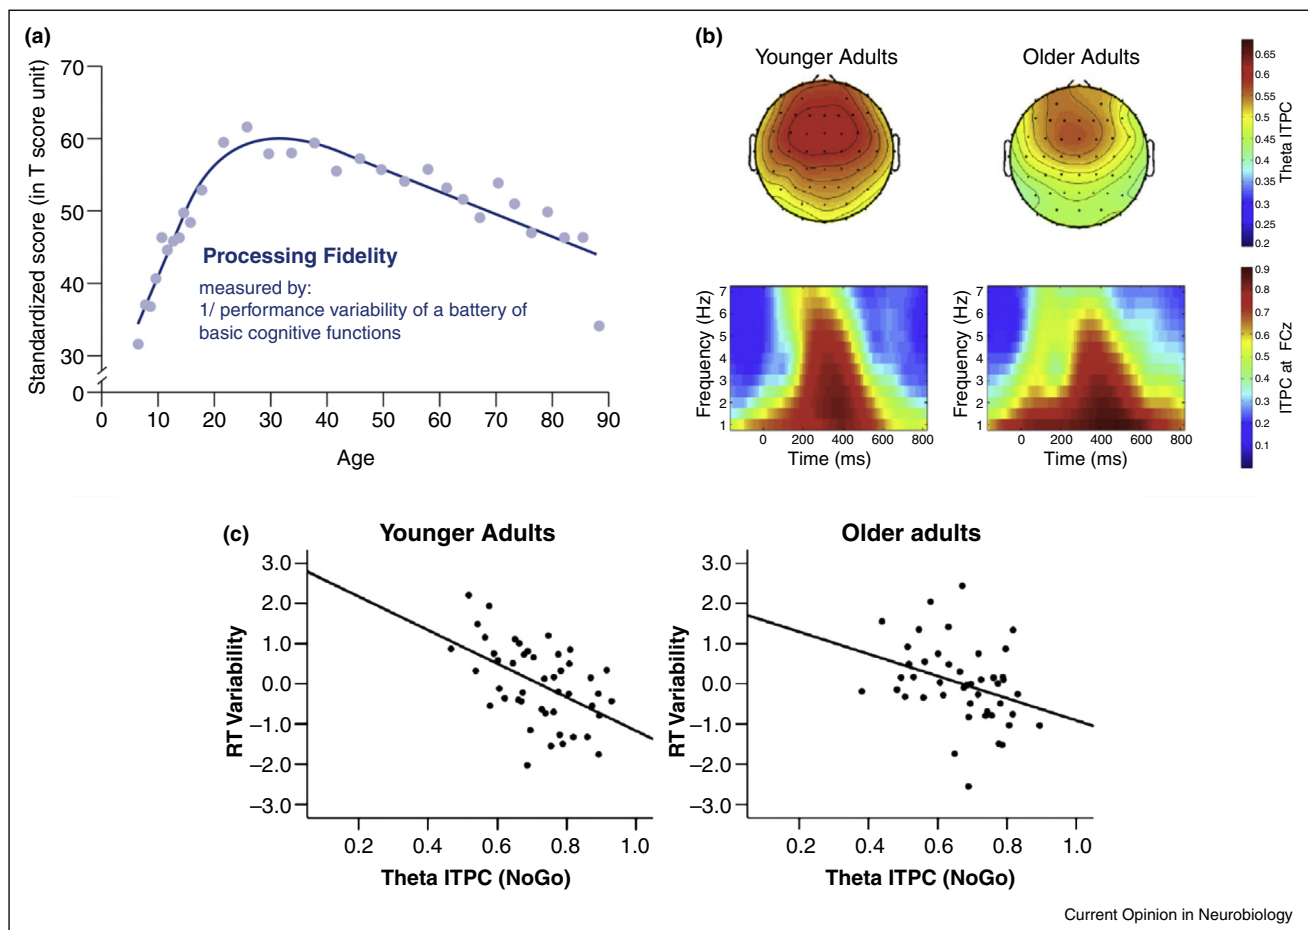 (a)
Standardized score (in T score unit)
70
60
50
40
30
0
Processing Fidelity
measured by:
1/ performance variability of a battery of
basic cognitive functions
0 10 20 30 40 50 60 70 80 90
Age
(b)
Younger Adults
Older Adults
0.65
0.6
0.55
0.5
0.45
0.4
0.35
0.3
0.25
0.2
Theta ITPC
Frequency (Hz)
7
6
5
4
3
2
1
0 200 400 600 800
Time (ms)
Frequency (Hz)
7
6
5
4
3
2
1
0 200 400 600 800
Time (ms)
0.9
0.8
0.7
0.6
0.5
0.4
0.3
0.2
0.1
ITPC at FCz
(c)
Younger Adults
RT Variability
3.0
2.0
1.0
0.0
–1.0
–2.0
–3.0
0.2 0.4 0.6 0.8 1.0
Theta ITPC (NoGo)
Older adults
RT Variability
3.0
2.0
1.0
0.0
–1.0
–2.0
–3.0
0.2 0.4 0.6 0.8 1.0
Theta ITPC (NoGo)
Current Opinion in Neurobiology